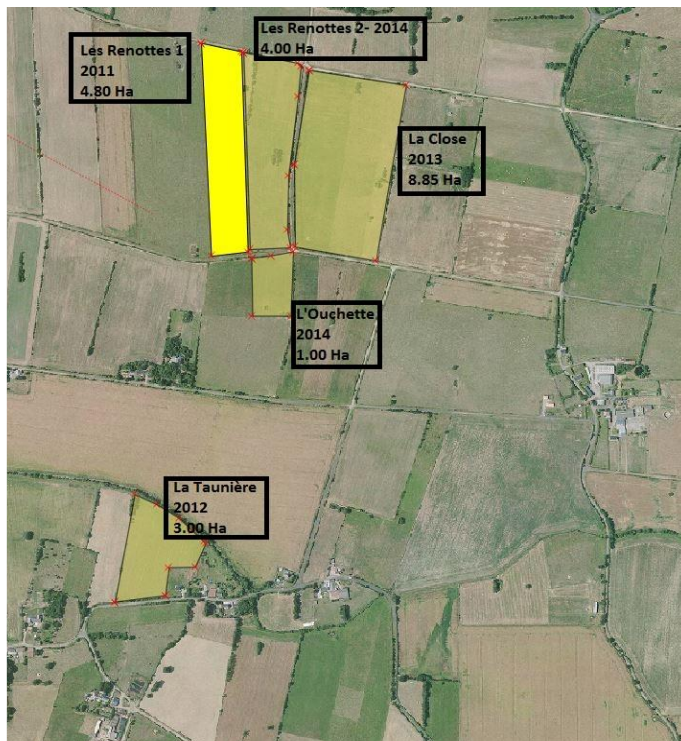 Les Renottes 1
2011
4.80 Ha
Les Renottes 2- 2014
4.00 Ha
La Close
2013
8.85 Ha
L'Ouchette
2014
1.00 Ha
La Taunière
2012
3.00 Ha